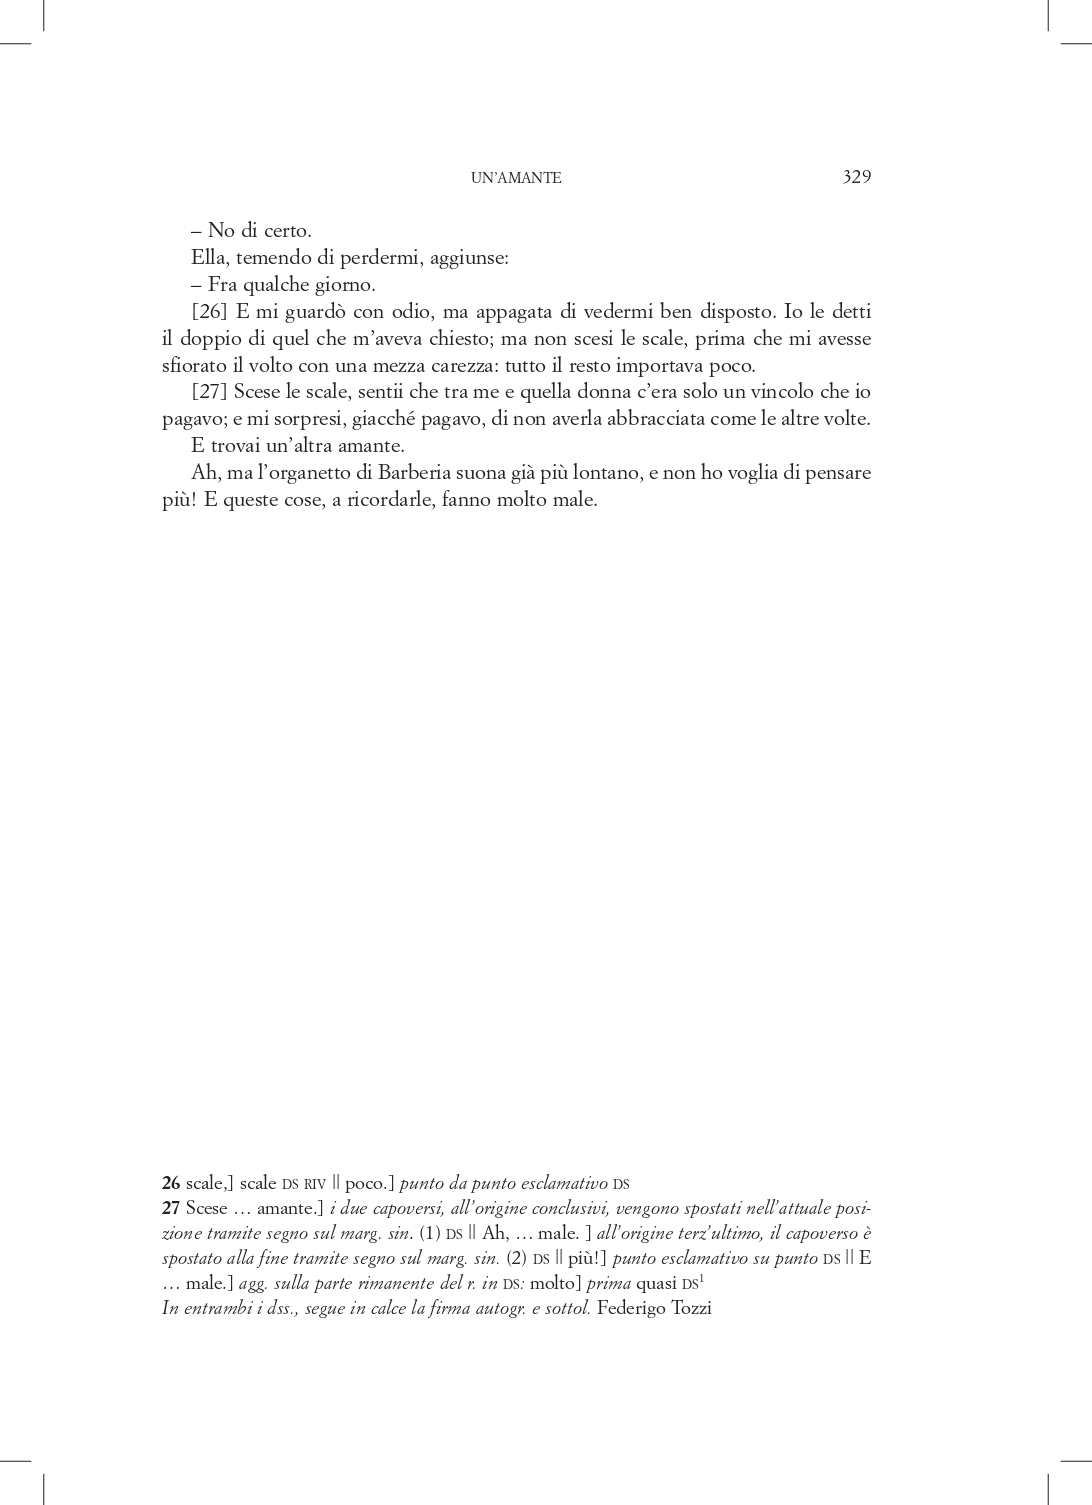 UN’AMANTE 329
– No di certo.
Ella, temendo di perdermi, aggiunse:
– Fra qualche giorno.
[26] E mi guardò con odio, ma appagata di vedermi ben disposto. Io le detti
il doppio di quel che m’aveva chiesto; ma non scesi le scale, prima che mi avesse
sfiorato il volto con una mezza carezza: tutto il resto importava poco.
[27] Scese le scale, sentii che tra me e quella donna c’era solo un vincolo che io
pagavo; e mi sorpresi, giacché pagavo, di non averla abbracciata come le altre volte.
E trovai un’altra amante.
Ah, ma l’organetto di Barberia suona già più lontano, e non ho voglia di pensare
più! E queste cose, a ricordarle, fanno molto male.
26 scale,] scale DS RIV || poco.] punto da punto esclamativo DS
27 Scese … amante.] i due capoversi, all’origine conclusivi, vengono spostati nell’attuale posi-
zione tramite segno sul marg. sin. (1) DS || Ah, … male. ] all’origine terz’ultimo, il capoverso è
spostato alla fine tramite segno sul marg. sin. (2) DS || più!] punto esclamativo su punto DS || E
… male.] agg. sulla parte rimanente del r. in DS: molto] prima quasi DS¹
In entrambi i dss., segue in calce la firma autogr. e sottol. Federigo Tozzi